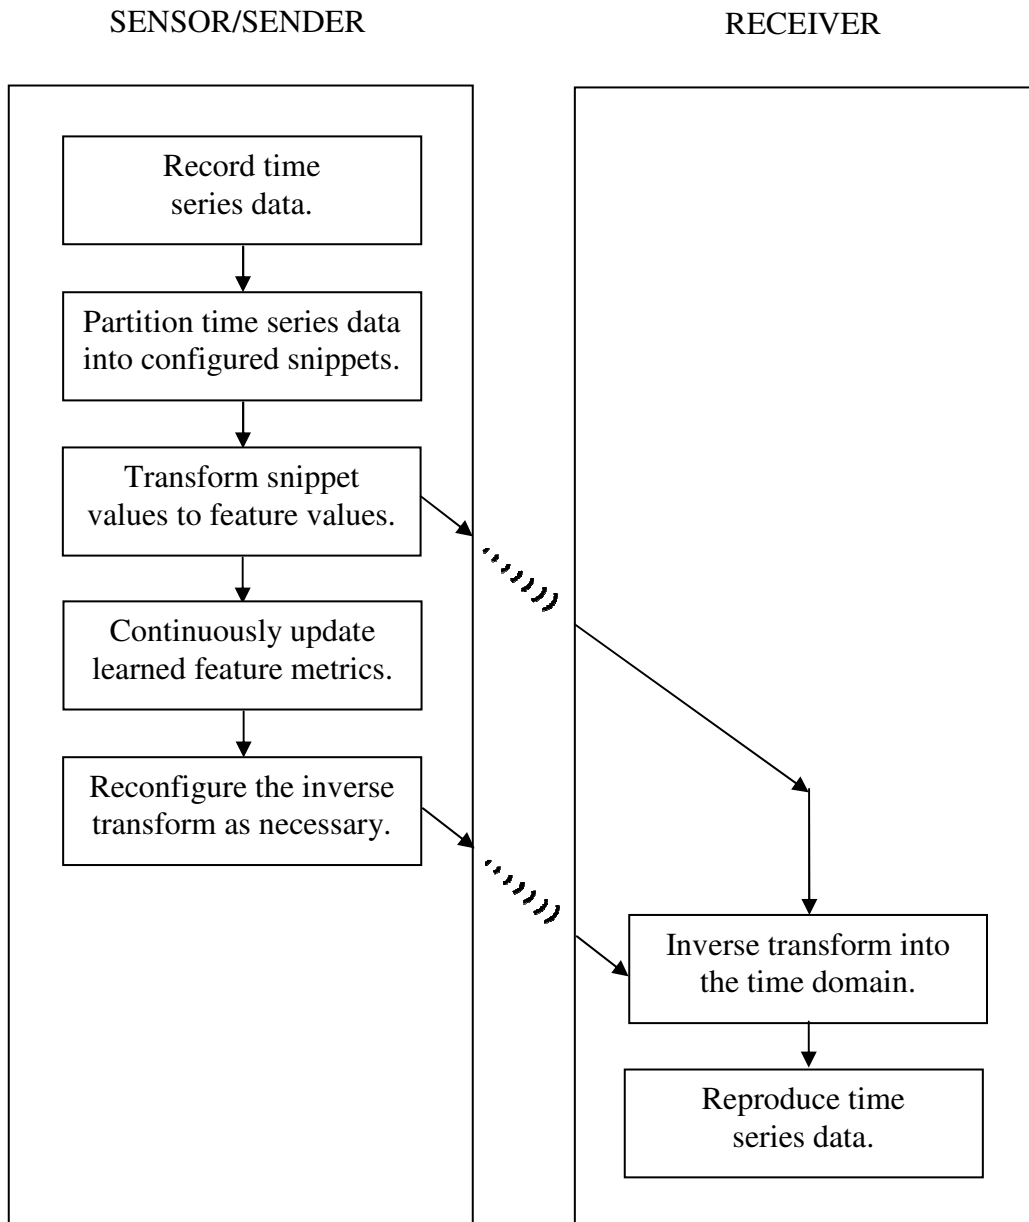 SENSOR/SENDER
RECEIVER
Record time
series data.
Partition time series data
into configured snippets.
Transform snippet
values to feature values.
Continuously update
learned feature metrics.
Reconfigure the inverse
transform as necessary.
Inverse transform into
the time domain.
Reproduce time
series data.